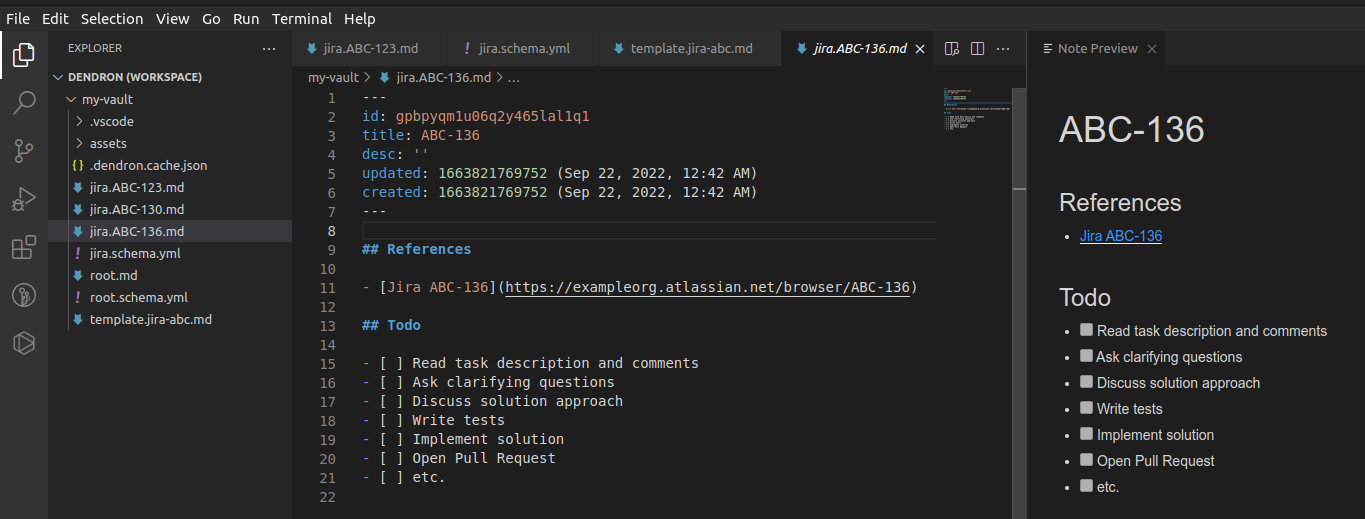 File Edit Selection View Go Run Terminal Help
EXPLORER ...
DENDRON (WORKSPACE)
my-vault
.vscode
assets
{} .dendron.cache.json
jira.ABC-123.md
jira.ABC-130.md
jira.ABC-136.md
! jira.schema.yml
root.md
! root.schema.yml
template.jira-abc.md
jira.ABC-123.md ! jira.schema.yml template.jira-abc.md jira.ABC-136.md
my-vault > jira.ABC-136.md > ...
1 ---
2 id: gpbpyqm1u06q2y465lal1q1
3 title: ABC-136
4 desc: ''
5 updated: 1663821769752 (Sep 22, 2022, 12:42 AM)
6 created: 1663821769752 (Sep 22, 2022, 12:42 AM)
7 ---
8
9 ## References
10
11 - [Jira ABC-136](https://exampleorg.atlassian.net/browser/ABC-136)
12
13 ## Todo
14
15 - [ ] Read task description and comments
16 - [ ] Ask clarifying questions
17 - [ ] Discuss solution approach
18 - [ ] Write tests
19 - [ ] Implement solution
20 - [ ] Open Pull Request
21 - [ ] etc.
22
Note Preview
ABC-136
References
Jira ABC-136
Todo
Read task description and comments
Ask clarifying questions
Discuss solution approach
Write tests
Implement solution
Open Pull Request
etc.